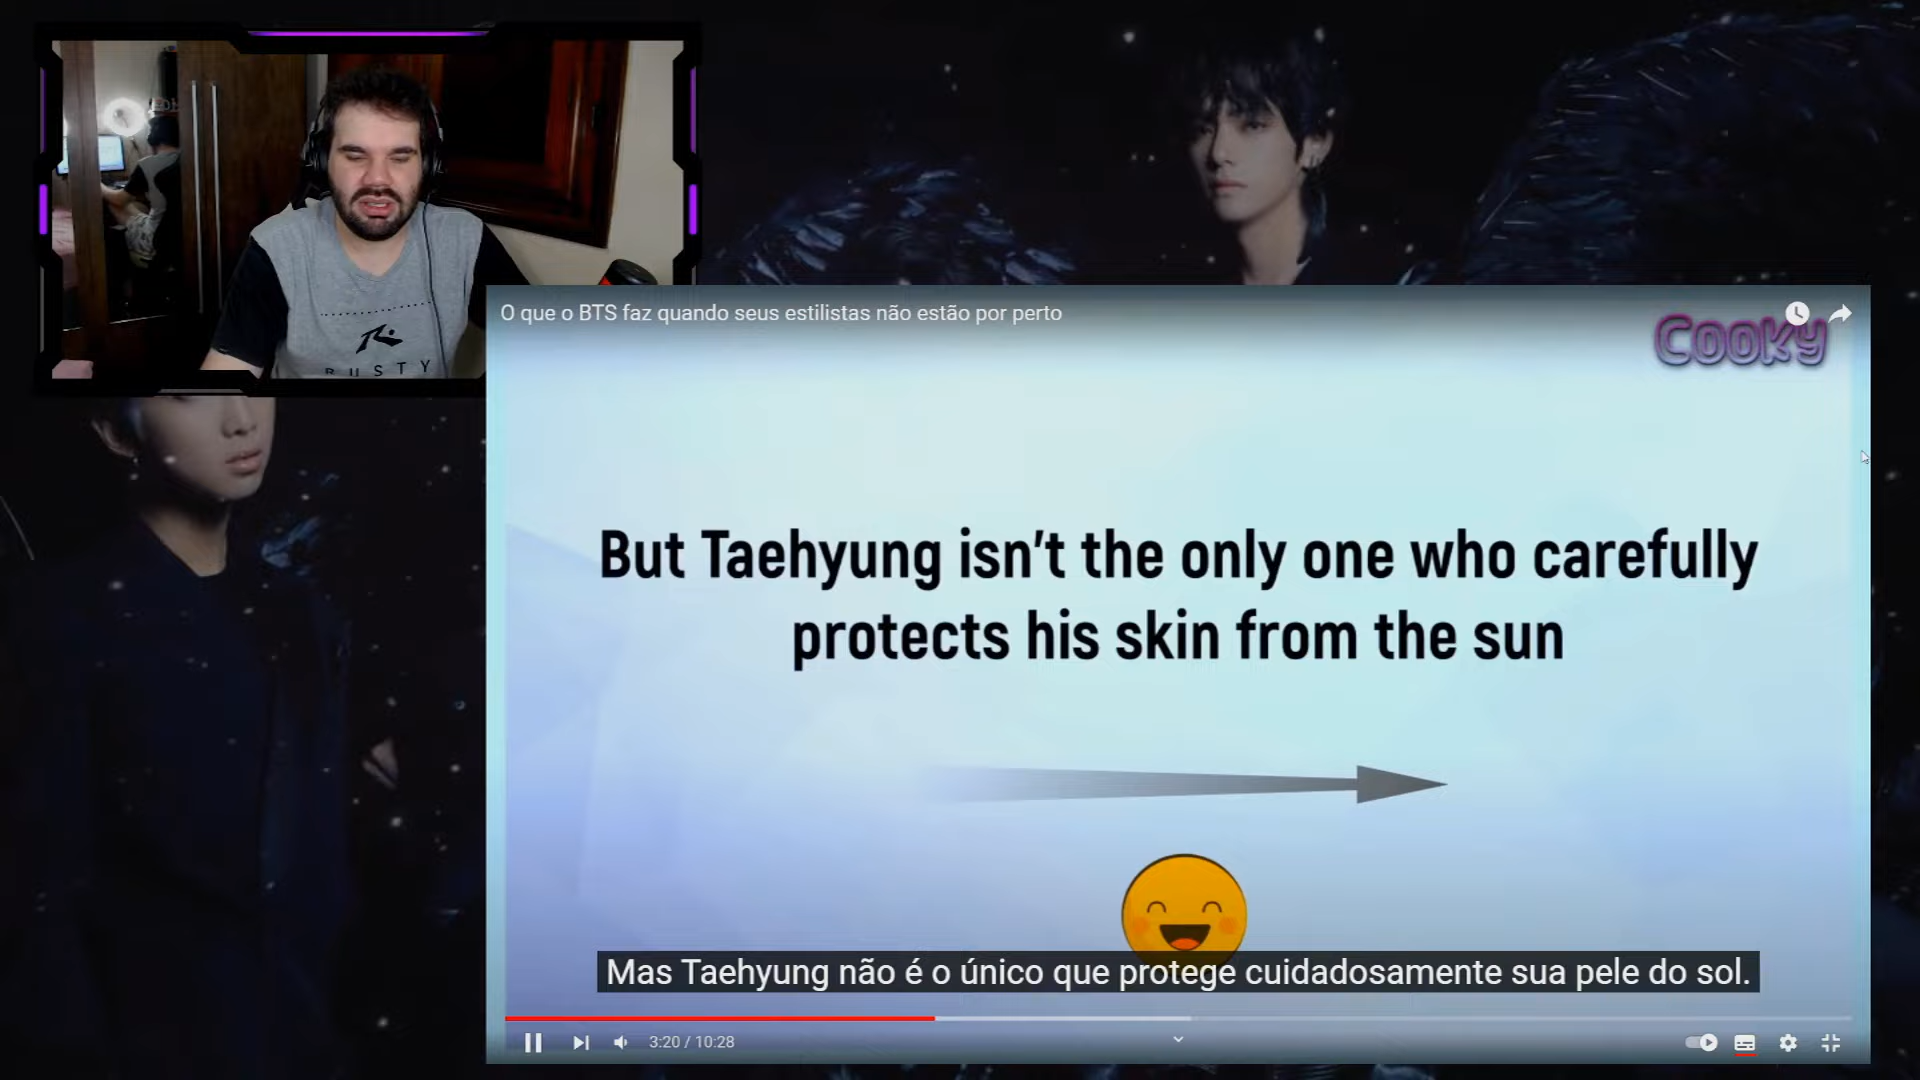 RUSTY
O que o BTS faz quando seus estilistas não estão por perto
Cooky
But Taehyung isn't the only one who carefully
protects his skin from the sun
Mas Taehyung não é o único que protege cuidadosamente sua pele do sol.
3:20 / 10:28